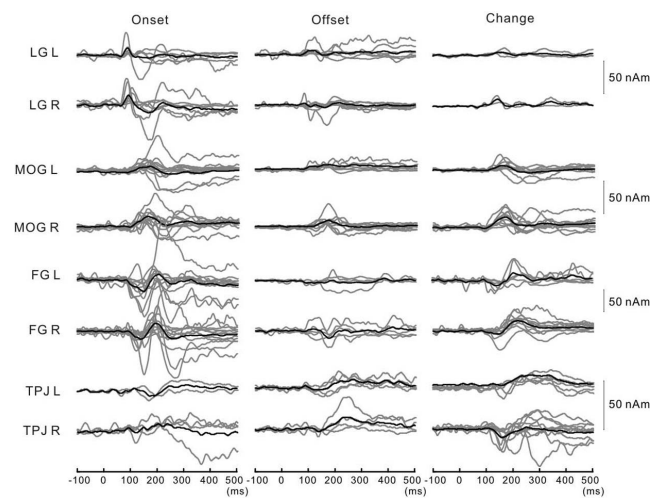 Onset Offset Change
LG L
50 nAm
LG R
MOG L
50 nAm
MOG R
FG L
50 nAm
FG R
TPJ L
50 nAm
TPJ R
-100 0 100 200 300 400 500 -100 0 100 200 300 400 500 -100 0 100 200 300 400 500
(ms) (ms) (ms)